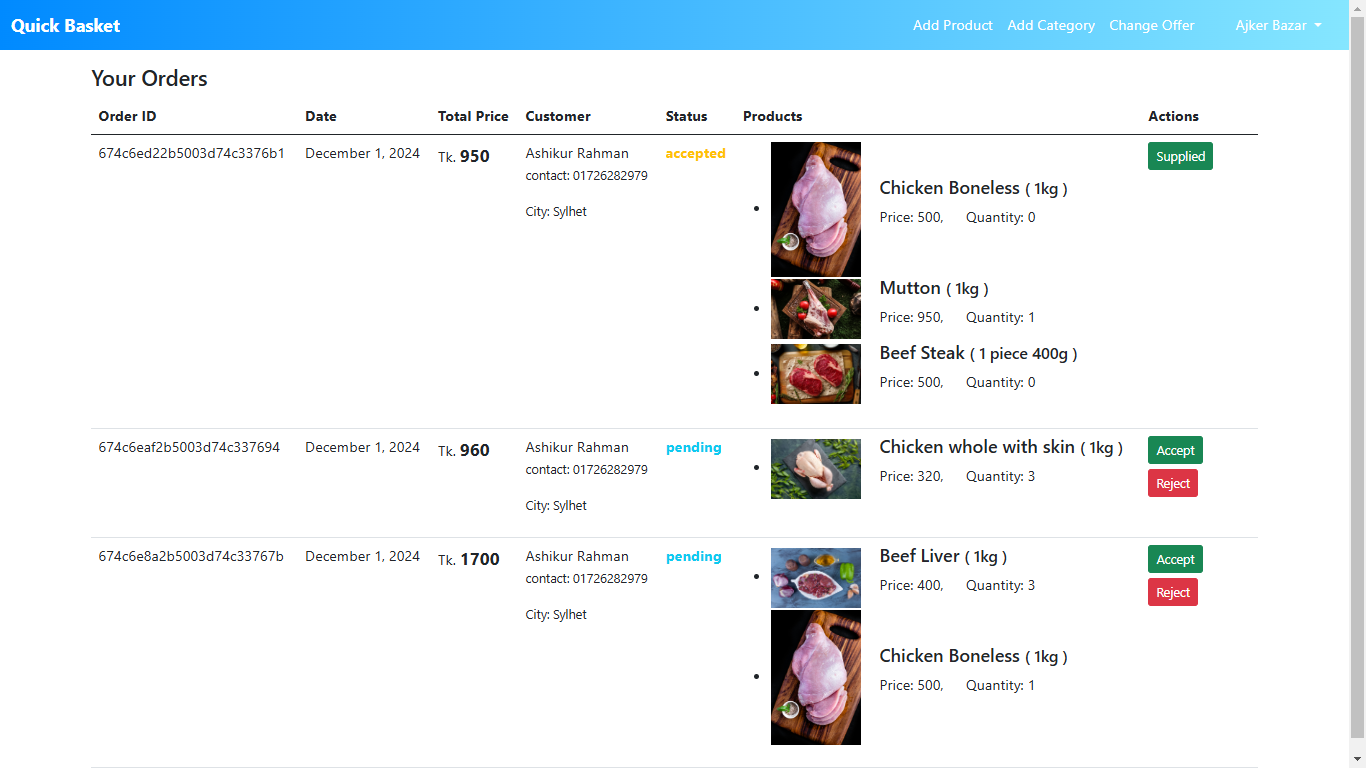 Quick Basket
Add Product Add Category Change Offer Ajker Bazar
Your Orders
Order ID Date Total Price Customer Status Products Actions
674c6ed22b5003d74c3376b1 December 1, 2024 Tk. 950 Ashikur Rahman accepted Supplied
contact: 01726282979
City: Sylhet
Chicken Boneless ( 1kg )
Price: 500, Quantity: 0
Mutton ( 1kg )
Price: 950, Quantity: 1
Beef Steak ( 1 piece 400g )
Price: 500, Quantity: 0
674c6eaf2b5003d74c337694 December 1, 2024 Tk. 960 Ashikur Rahman pending Chicken whole with skin ( 1kg ) Accept
contact: 01726282979
Price: 320, Quantity: 3 Reject
City: Sylhet
674c6e8a2b5003d74c33767b December 1, 2024 Tk. 1700 Ashikur Rahman pending Beef Liver ( 1kg ) Accept
contact: 01726282979
Price: 400, Quantity: 3 Reject
City: Sylhet
Chicken Boneless ( 1kg )
Price: 500, Quantity: 1